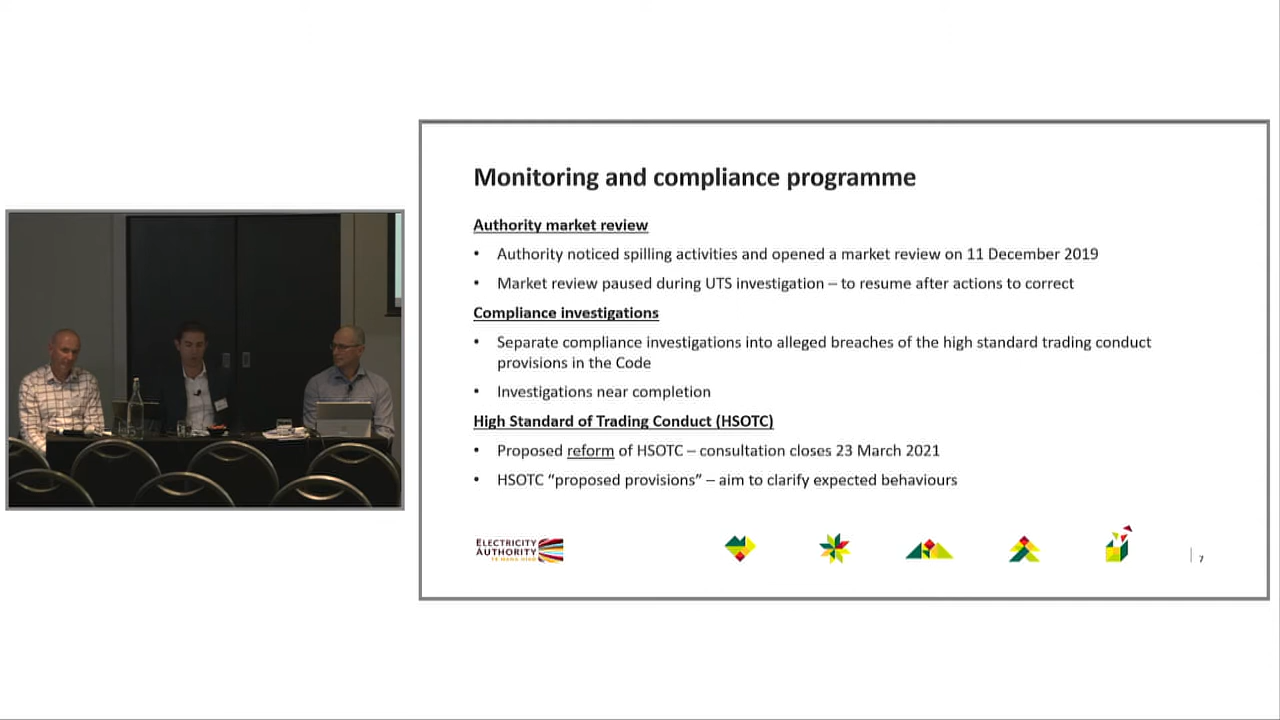 Monitoring and compliance programme
Authority market review
• Authority noticed spilling activities and opened a market review on 11 December 2019
• Market review paused during UTS investigation – to resume after actions to correct
Compliance investigations
• Separate compliance investigations into alleged breaches of the high standard trading conduct
provisions in the Code
• Investigations near completion
High Standard of Trading Conduct (HSOTC)
• Proposed reform of HSOTC – consultation closes 23 March 2021
• HSOTC “proposed provisions” – aim to clarify expected behaviours
ELECTRICITY
AUTHORITY
TE MANA HIKO
7